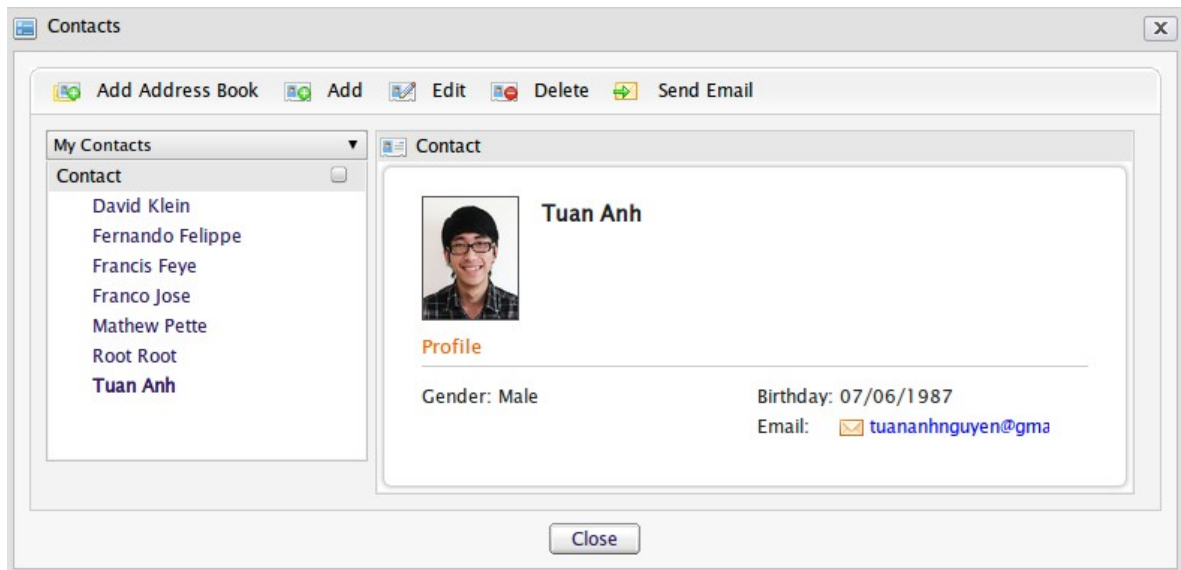 Contacts
X
Add Address Book Add Edit Delete Send Email
My Contacts
Contact
David Klein
Fernando Felippe
Francis Feye
Franco Jose
Mathew Pette
Root Root
Tuan Anh
Contact
Tuan Anh
Profile
Gender: Male
Birthday: 07/06/1987
Email: tuananhnguyen@gma
Close